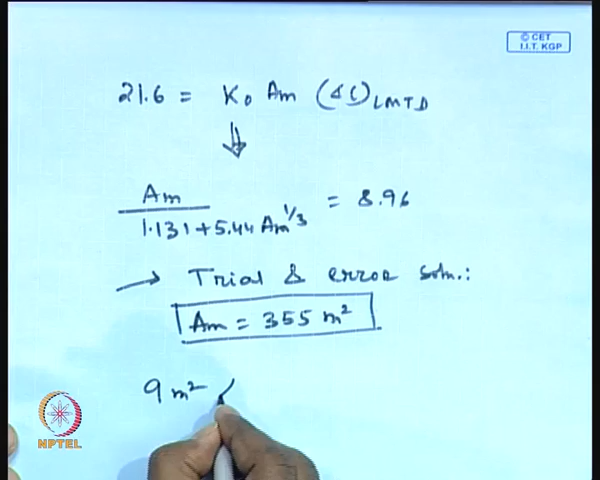 © CET
I.I.T. KGP
21.6 = K0 Am (ΔC)LMTD
⇓
Am / 1.131+5.44 Am^1/3 = 8.96
→ Trial & error soln.:
Am = 355 m²
9 m²
NPTEL